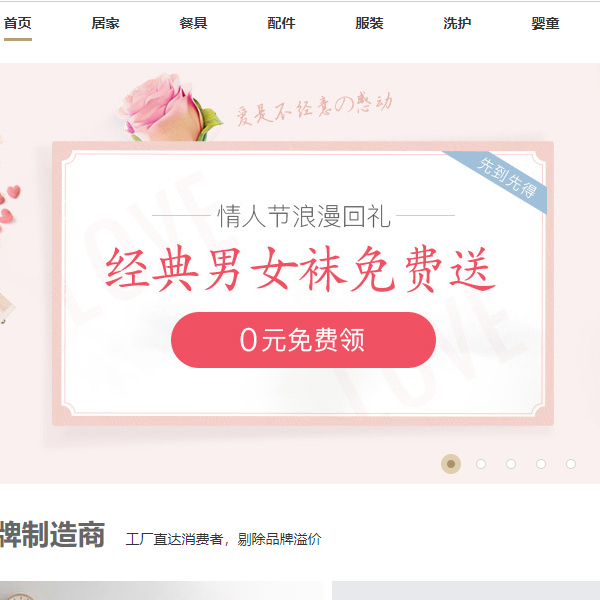 首页 居家 餐具 配件 服装 洗护 婴童
爱是不经意の感动
先到先得
情人节浪漫回礼
经典男女袜免费送
0元免费领
牌制造商 工厂直达消费者，剔除品牌溢价